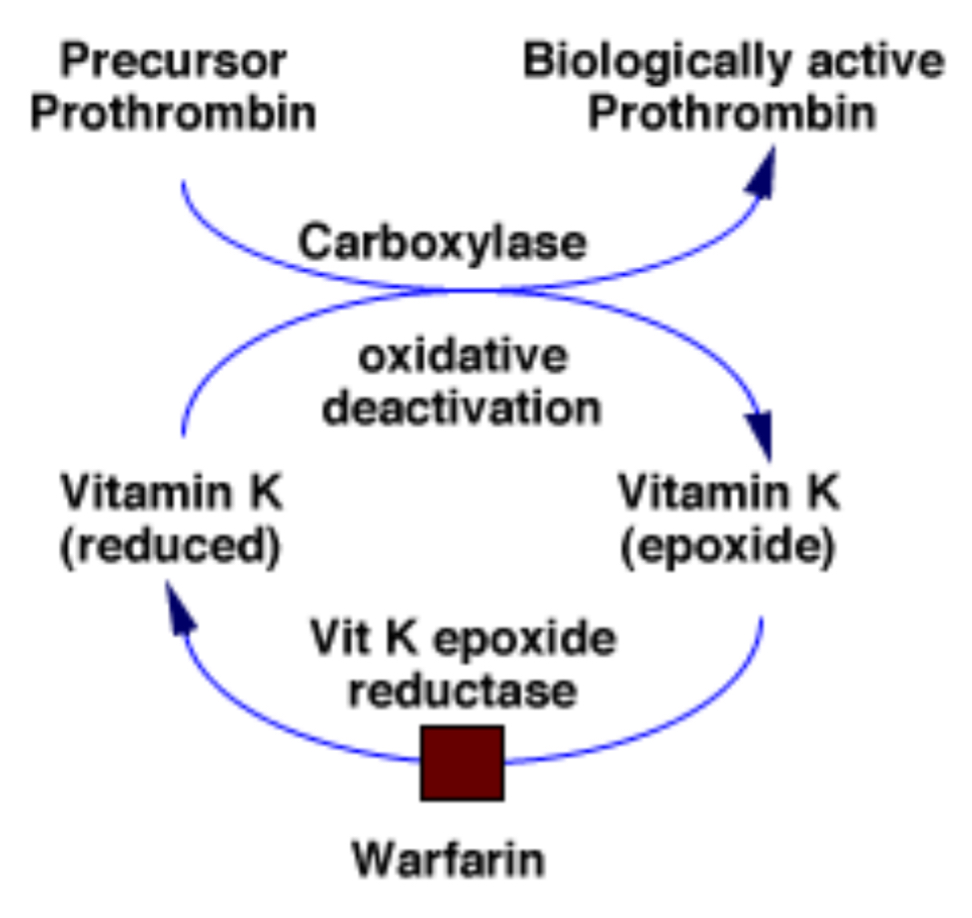 Precursor
Prothrombin
Biologically active
Prothrombin
Carboxylase
oxidative
deactivation
Vitamin K
(reduced)
Vitamin K
(epoxide)
Vit K epoxide
reductase
Warfarin